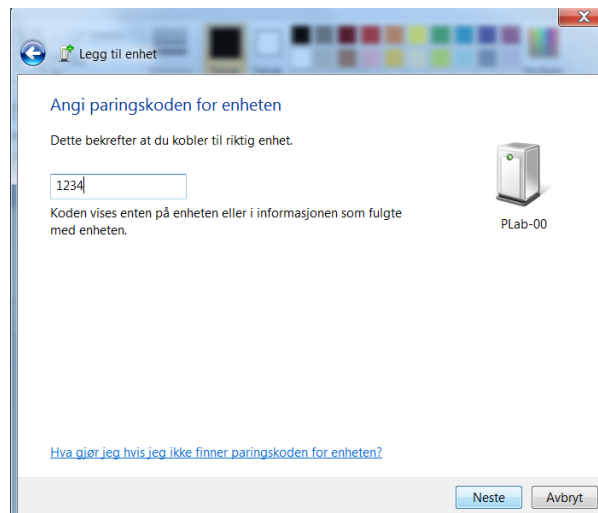 Legg til enhet
Angi paringskoden for enheten
Dette bekrefter at du kobler til riktig enhet.
1234
Koden vises enten på enheten eller i informasjonen som fulgte
med enheten.
PLab-00
Hva gjør jeg hvis jeg ikke finner paringskoden for enheten?
Neste
Avbryt